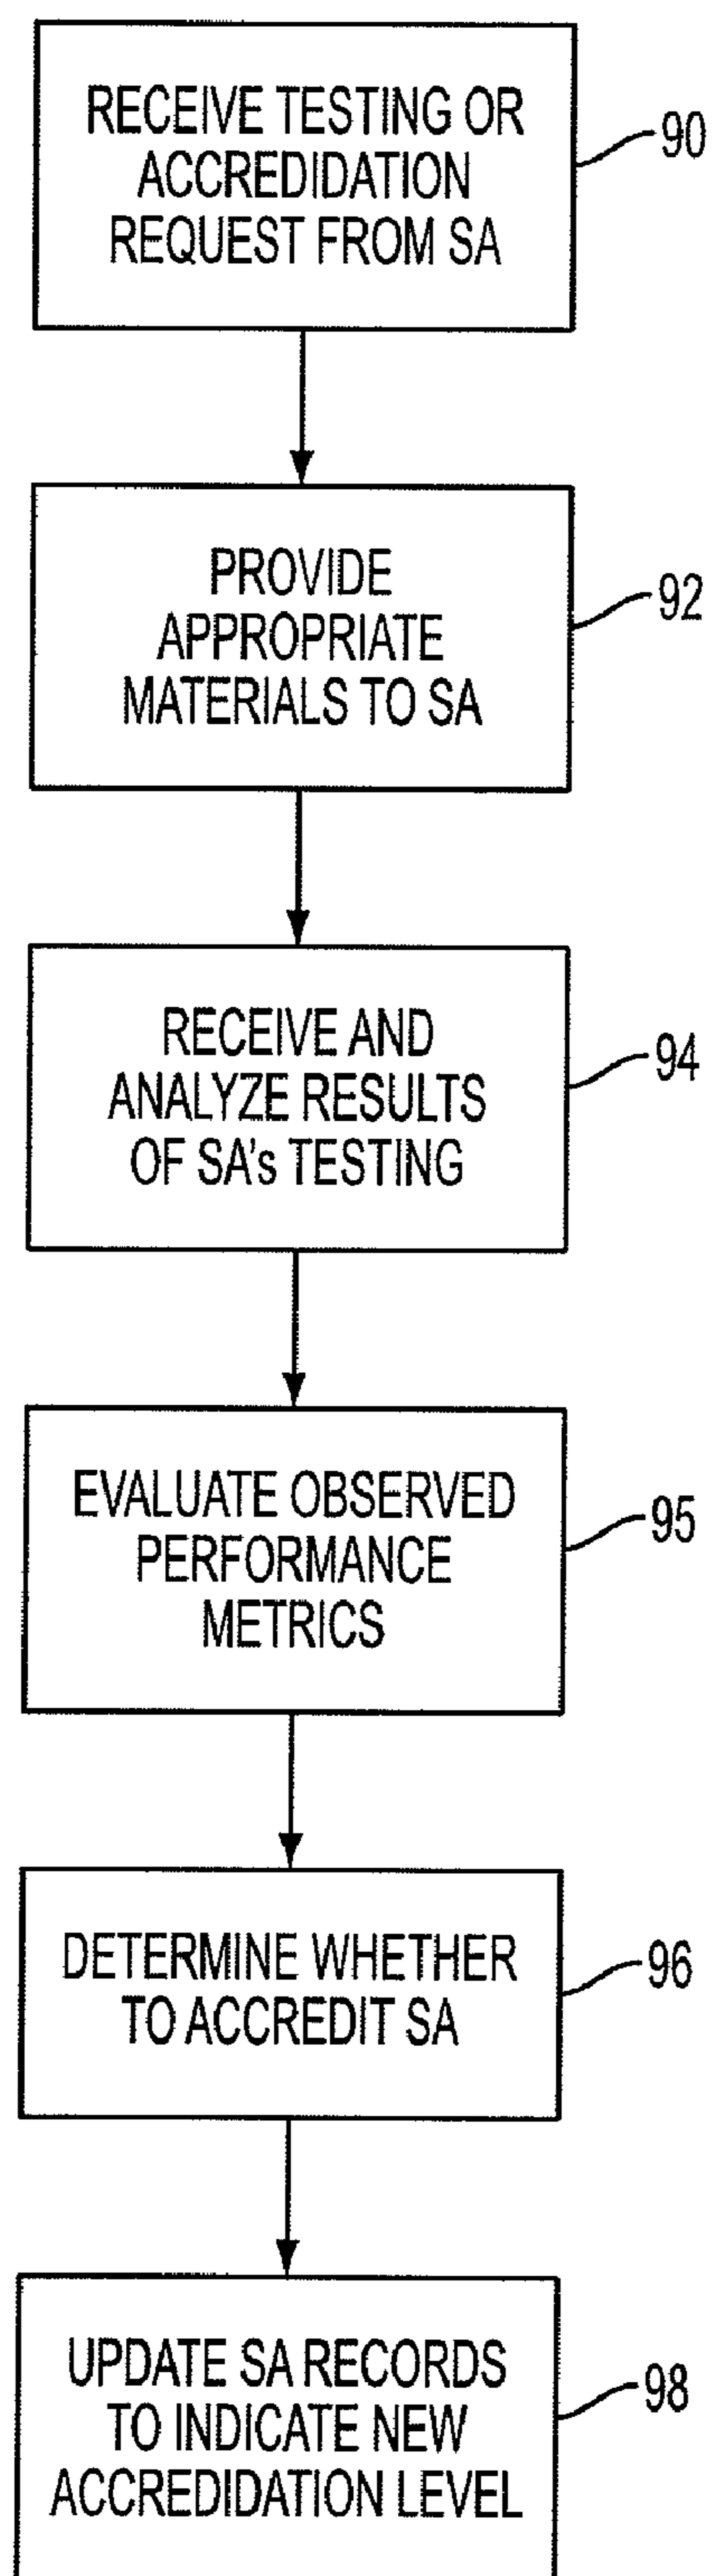 RECEIVE TESTING OR
ACCREDIDATION
REQUEST FROM SA
90
PROVIDE
APPROPRIATE
MATERIALS TO SA
92
RECEIVE AND
ANALYZE RESULTS
OF SA's TESTING
94
EVALUATE OBSERVED
PERFORMANCE
METRICS
95
DETERMINE WHETHER
TO ACCREDIT SA
96
UPDATE SA RECORDS
TO INDICATE NEW
ACCREDIDATION LEVEL
98